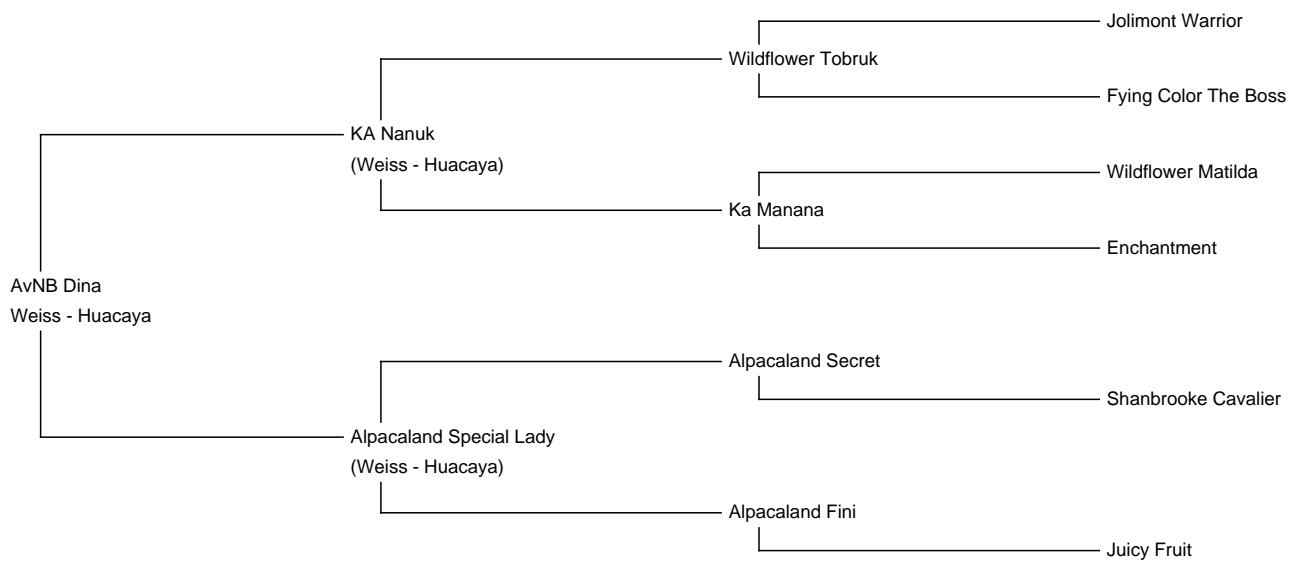 Jolimont Warrior
Wildflower Tobruk
Fying Color The Boss
KA Nanuk
(Weiss - Huacaya)
Wildflower Matilda
Ka Manana
Enchantment
AvNB Dina
Weiss - Huacaya
Alpacaland Secret
Shanbrooke Cavalier
Alpacaland Special Lady
(Weiss - Huacaya)
Alpacaland Fini
Juicy Fruit